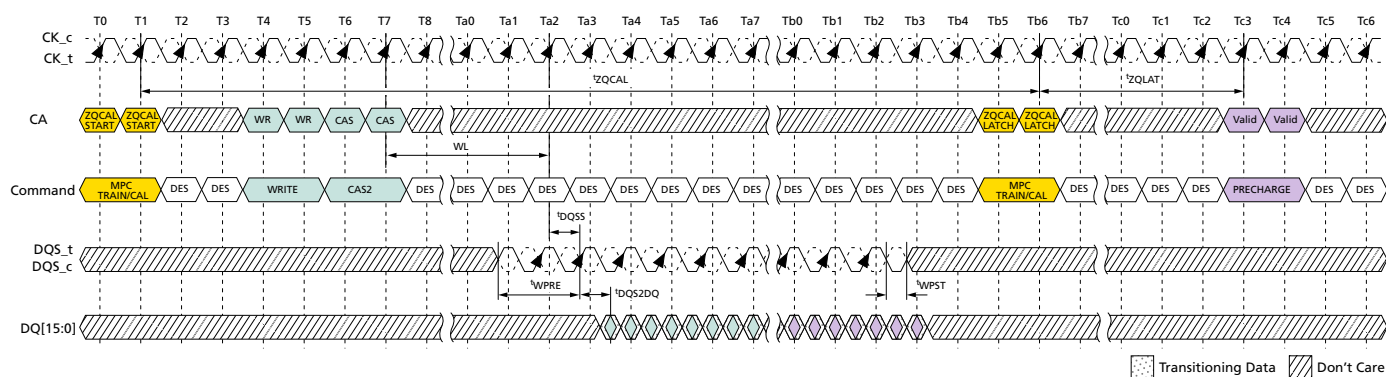 T0 T1 T2 T3 T4 T5 T6 T7 T8 Ta0 Ta1 Ta2 Ta3 Ta4 Ta5 Ta6 Ta7 Tb0 Tb1 Tb2 Tb3 Tb4 Tb5 Tb6 Tb7 Tc0 Tc1 Tc2 Tc3 Tc4 Tc5 Tc6
CK_c
CK_t
tZQCAL tZQLAT
CA ZQCAL START ZQCAL START WR WR CAS CAS ZQCAL LATCH ZQCAL LATCH Valid Valid
WL
Command MPC TRAIN/CAL DES DES WRITE CAS2 DES DES DES DES DES DES DES DES DES DES DES DES DES DES MPC TRAIN/CAL DES DES DES DES PRECHARGE DES DES
tDQSS
DQS_t
DQS_c
tWPRE tDQS2DQ tWPST
DQ[15:0]
Transitioning Data Don't Care